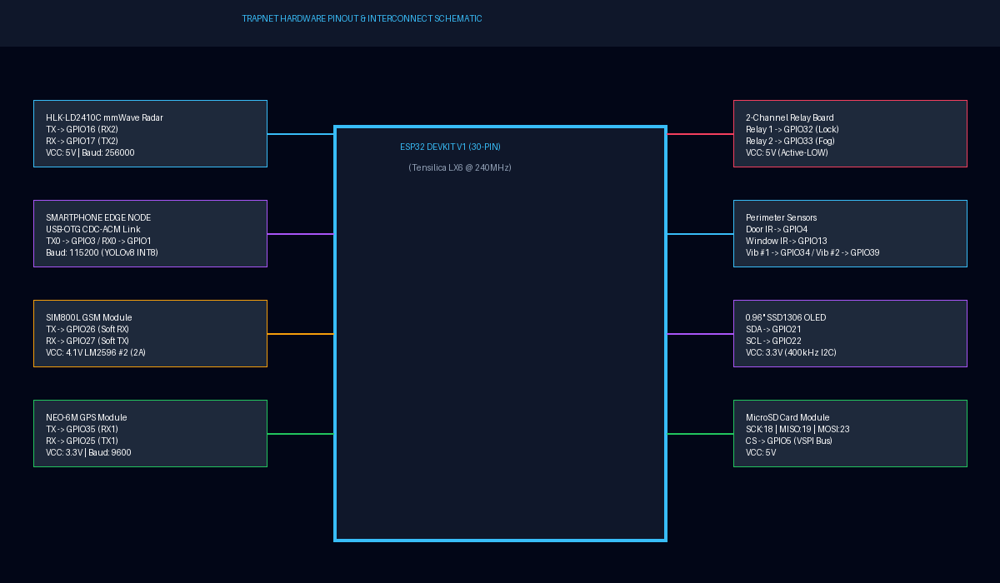 TRAPNET HARDWARE PINOUT & INTERCONNECT SCHEMATIC
HLK-LD2410C mmWave Radar
TX -> GPIO16 (RX2)
RX -> GPIO17 (TX2)
VCC: 5V | Baud: 256000
SMARTPHONE EDGE NODE
USB-OTG CDC-ACM Link
TX0 -> GPIO3 / RX0 -> GPIO1
Baud: 115200 (YOLOv8 INT8)
SIM800L GSM Module
TX -> GPIO26 (Soft RX)
RX -> GPIO27 (Soft TX)
VCC: 4.1V LM2596 #2 (2A)
NEO-6M GPS Module
TX -> GPIO35 (RX1)
RX -> GPIO25 (TX1)
VCC: 3.3V | Baud: 9600
ESP32 DEVKIT V1 (30-PIN)
(Tensilica LX6 @ 240MHz)
2-Channel Relay Board
Relay 1 -> GPIO32 (Lock)
Relay 2 -> GPIO33 (Fog)
VCC: 5V (Active-LOW)
Perimeter Sensors
Door IR -> GPIO4
Window IR -> GPIO13
Vib #1 -> GPIO34 / Vib #2 -> GPIO39
0.96" SSD1306 OLED
SDA -> GPIO21
SCL -> GPIO22
VCC: 3.3V (400kHz I2C)
MicroSD Card Module
SCK:18 | MISO:19 | MOSI:23
CS -> GPIO5 (VSPI Bus)
VCC: 5V